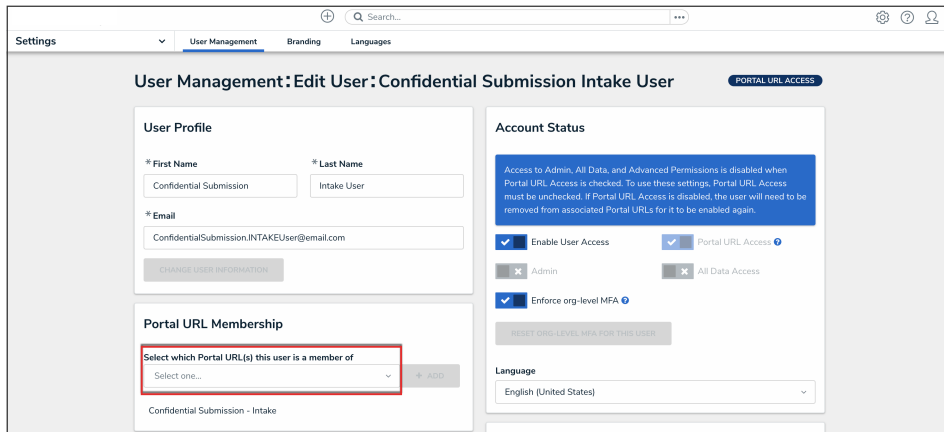 Search...
Settings
User Management
Branding
Languages
User Management:Edit User:Confidential Submission Intake User
PORTAL URL ACCESS
User Profile
* First Name
* Last Name
Confidential Submission
Intake User
* Email
ConfidentialSubmission.INTAKEUser@email.com
CHANGE USER INFORMATION
Portal URL Membership
Select which Portal URL(s) this user is a member of
Select one...
+ ADD
Confidential Submission - Intake
Account Status
Access to Admin, All Data, and Advanced Permissions is disabled when
Portal URL Access is checked. To use these settings, Portal URL Access
must be unchecked. If Portal URL Access is disabled, the user will need to be
removed from associated Portal URLs for it to be enabled again.
Enable User Access
Portal URL Access ?
Admin
All Data Access
Enforce org-level MFA ?
RESET ORG-LEVEL MFA FOR THIS USER
Language
English (United States)